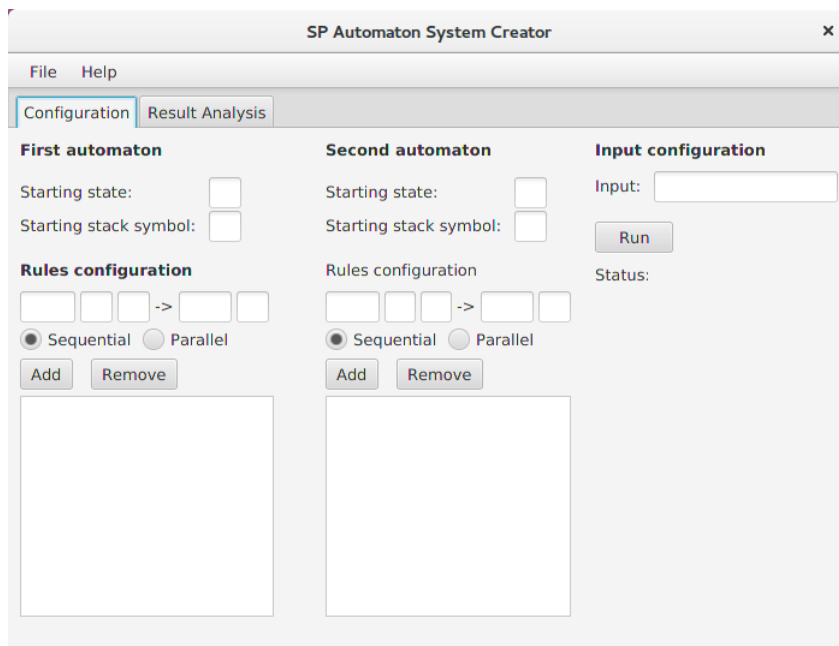 SP Automaton System Creator ×
File Help
Configuration Result Analysis
First automaton Second automaton Input configuration
Starting state: Starting state: Input:
Starting stack symbol: Starting stack symbol:
Run
Rules configuration Rules configuration Status:
-> ->
Sequential Parallel Sequential Parallel
Add Remove Add Remove